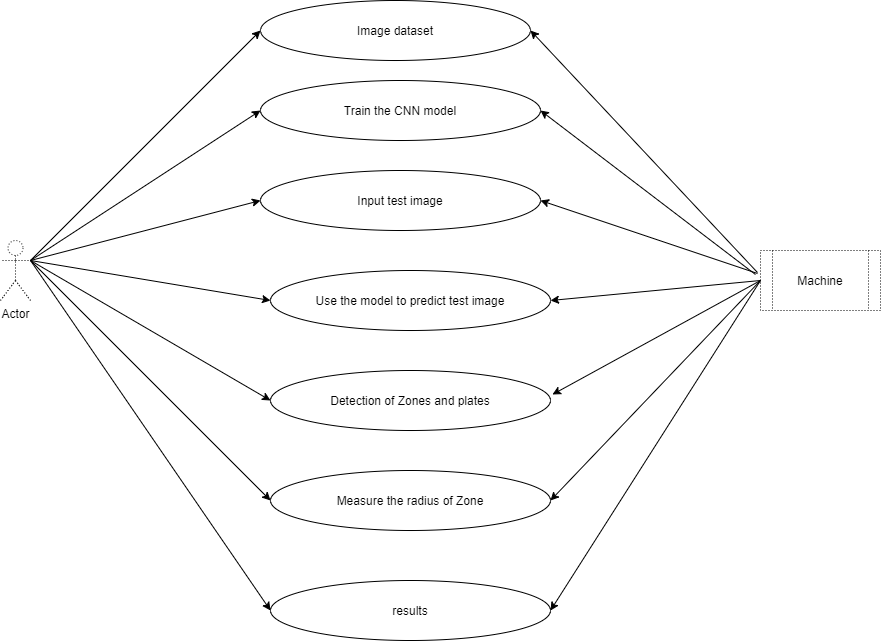 Image dataset
Train the CNN model
Input test image
Actor
Machine
Use the model to predict test image
Detection of Zones and plates
Measure the radius of Zone
results